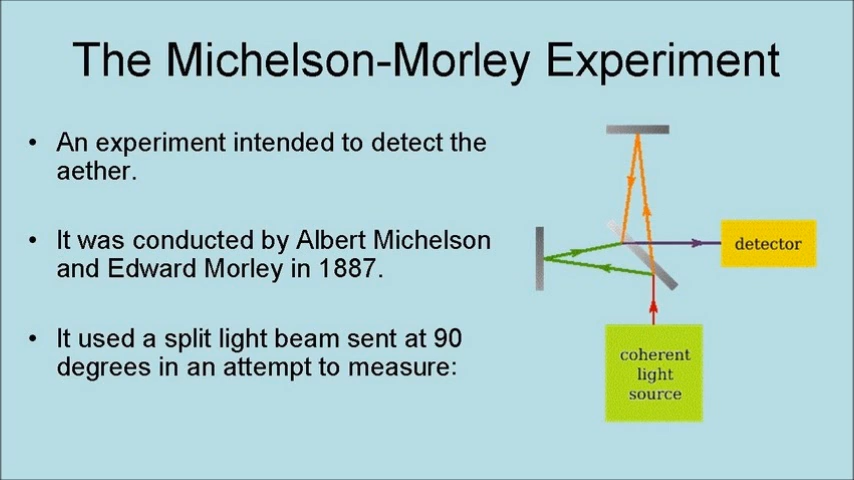 The Michelson-Morley Experiment
• An experiment intended to detect the
aether.
• It was conducted by Albert Michelson
and Edward Morley in 1887.
• It used a split light beam sent at 90
degrees in an attempt to measure:
detector
coherent
light
source